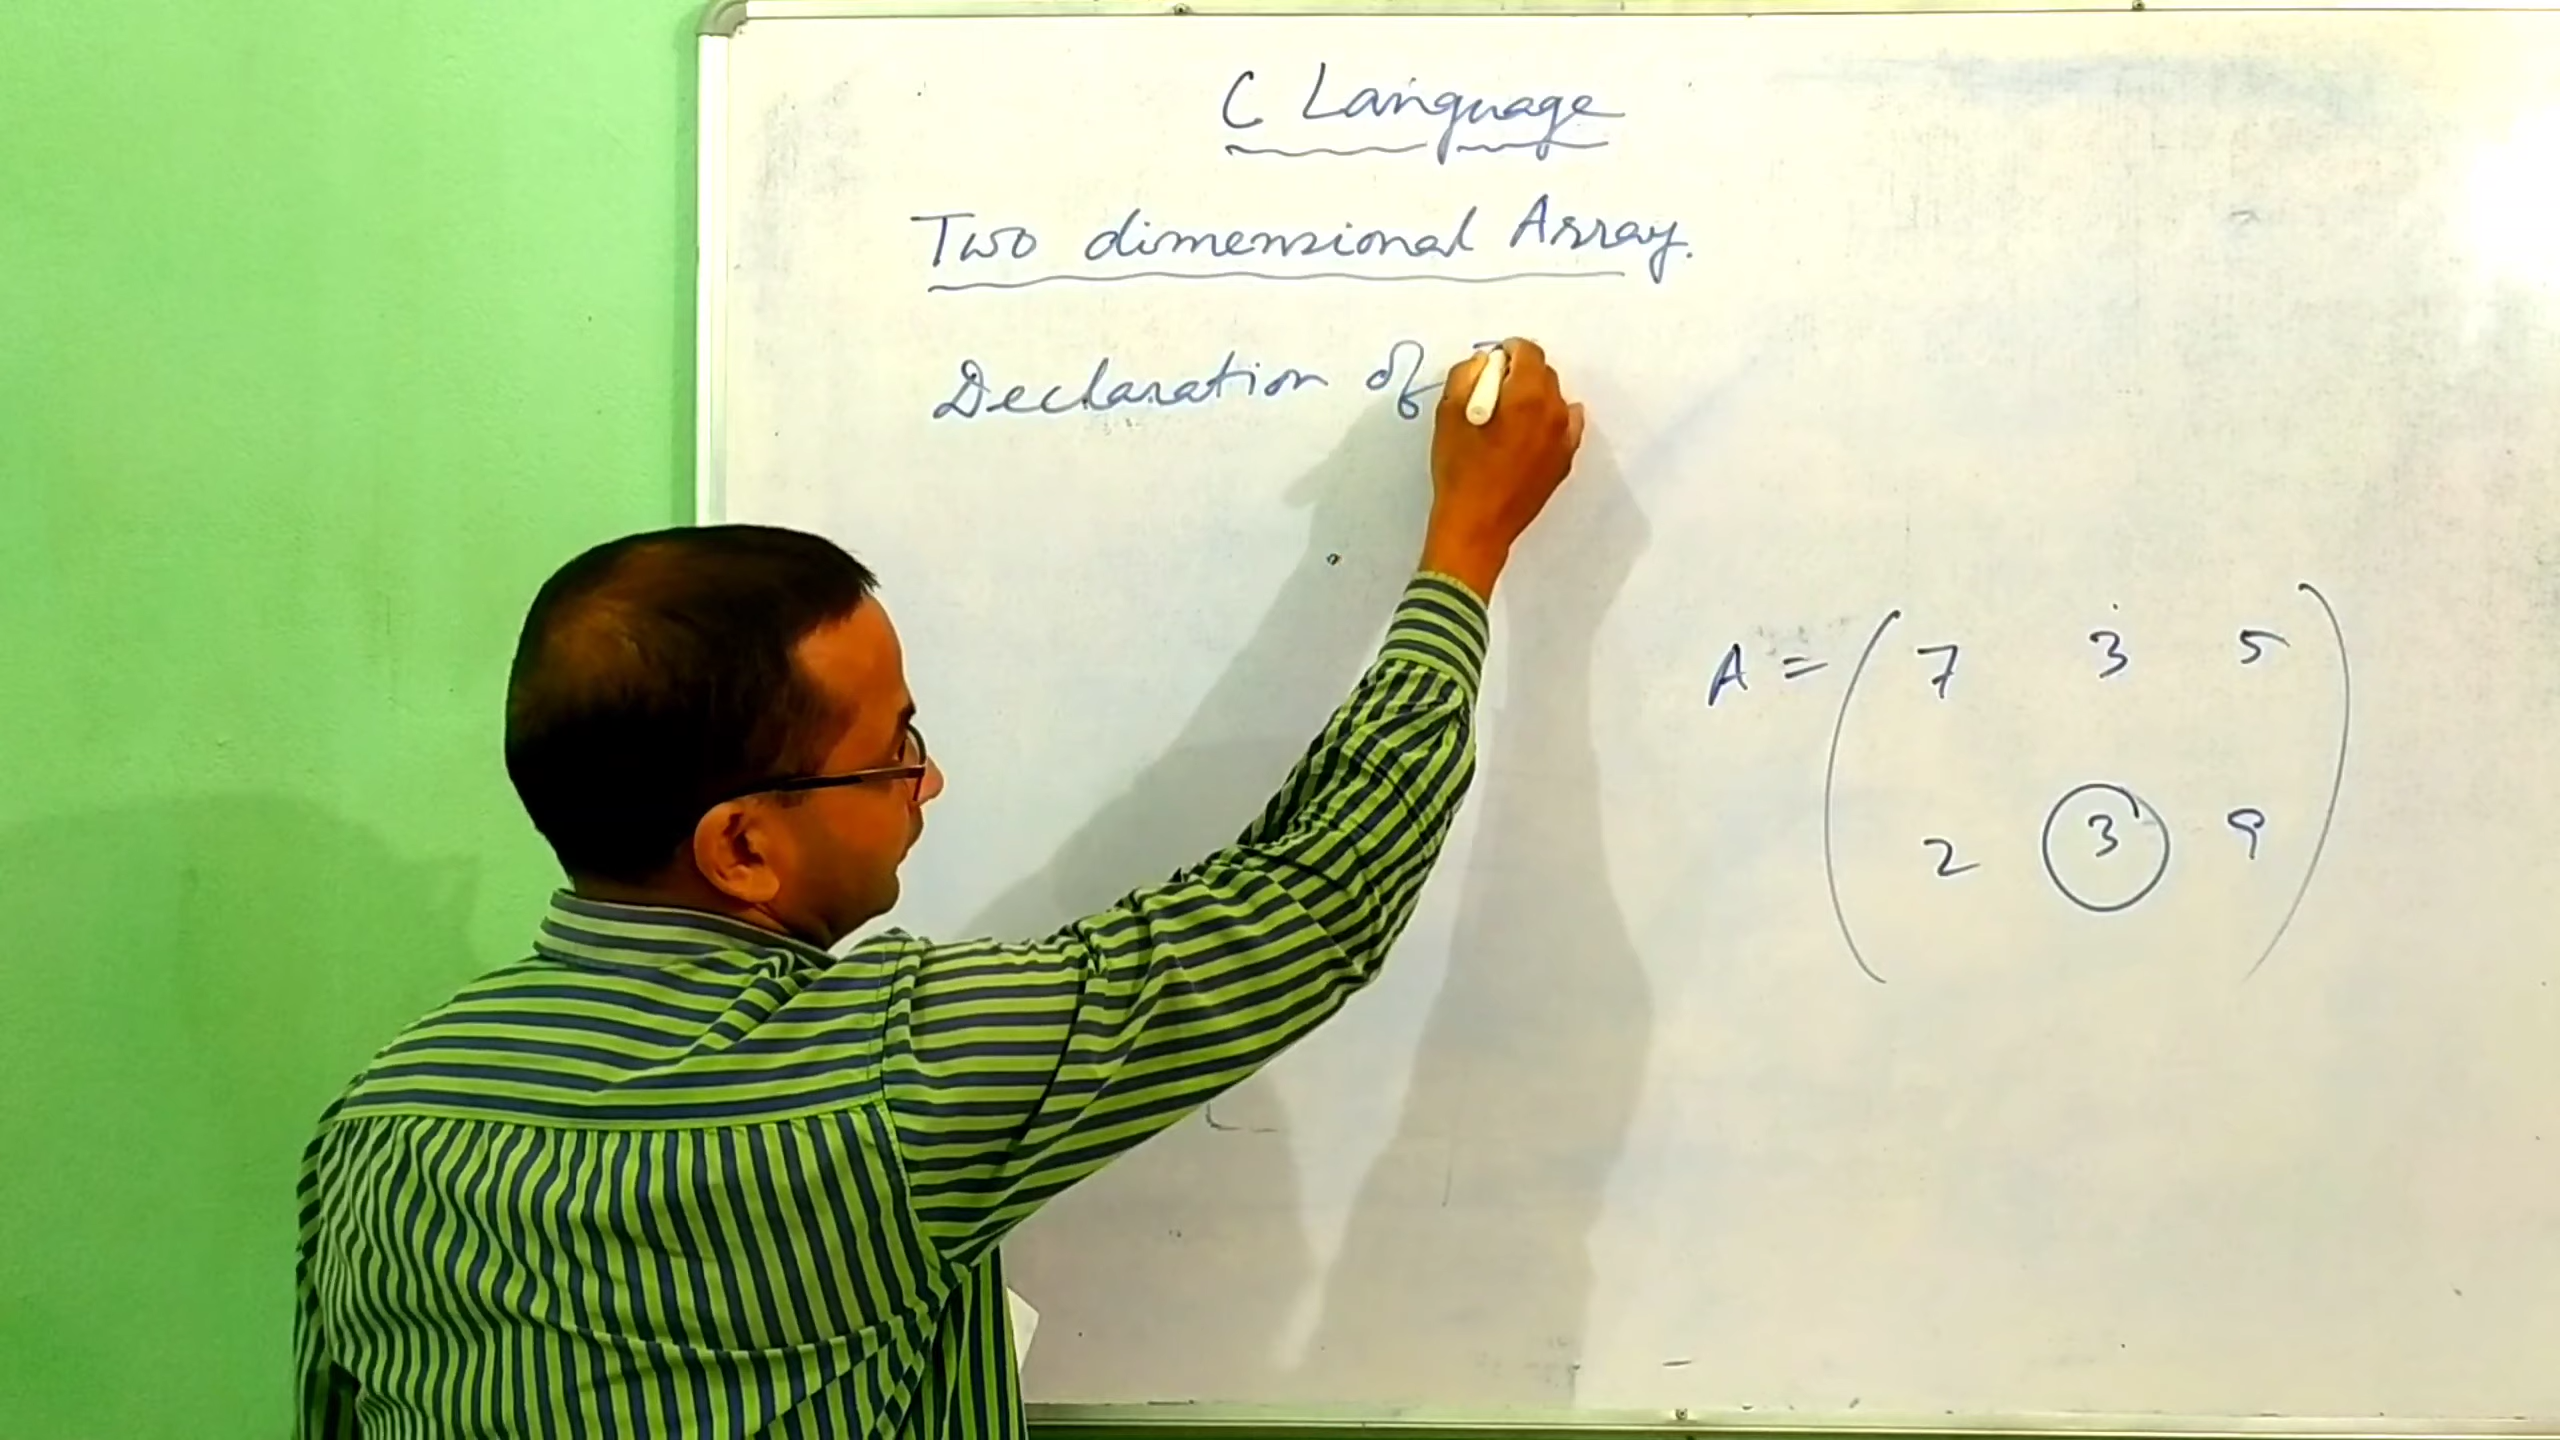 C Language
Two dimensional Array.
Declaration of
A = ( 7 3 5
2 3 9 )